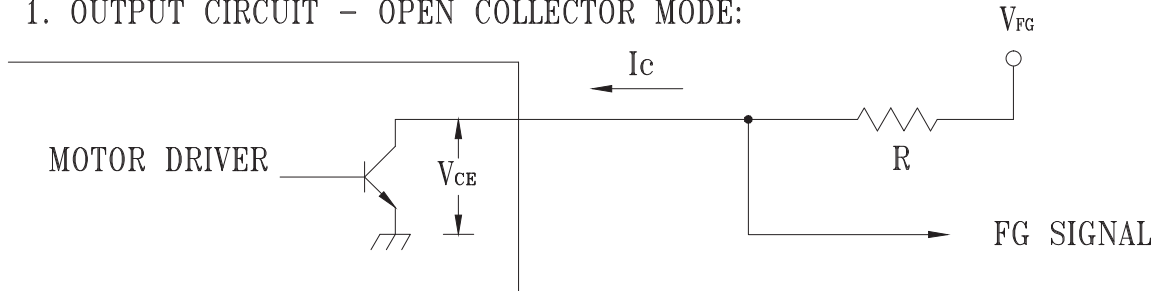 1. OUTPUT CIRCUIT – OPEN COLLECTOR MODE:
VFG
Ic
MOTOR DRIVER
VCE
R
FG SIGNAL